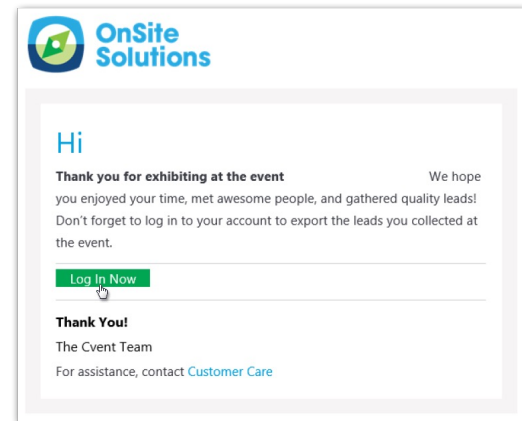 OnSite
Solutions
Hi
Thank you for exhibiting at the event We hope
you enjoyed your time, met awesome people, and gathered quality leads!
Don't forget to log in to your account to export the leads you collected at
the event.
Log In Now
Thank You!
The Cvent Team
For assistance, contact Customer Care